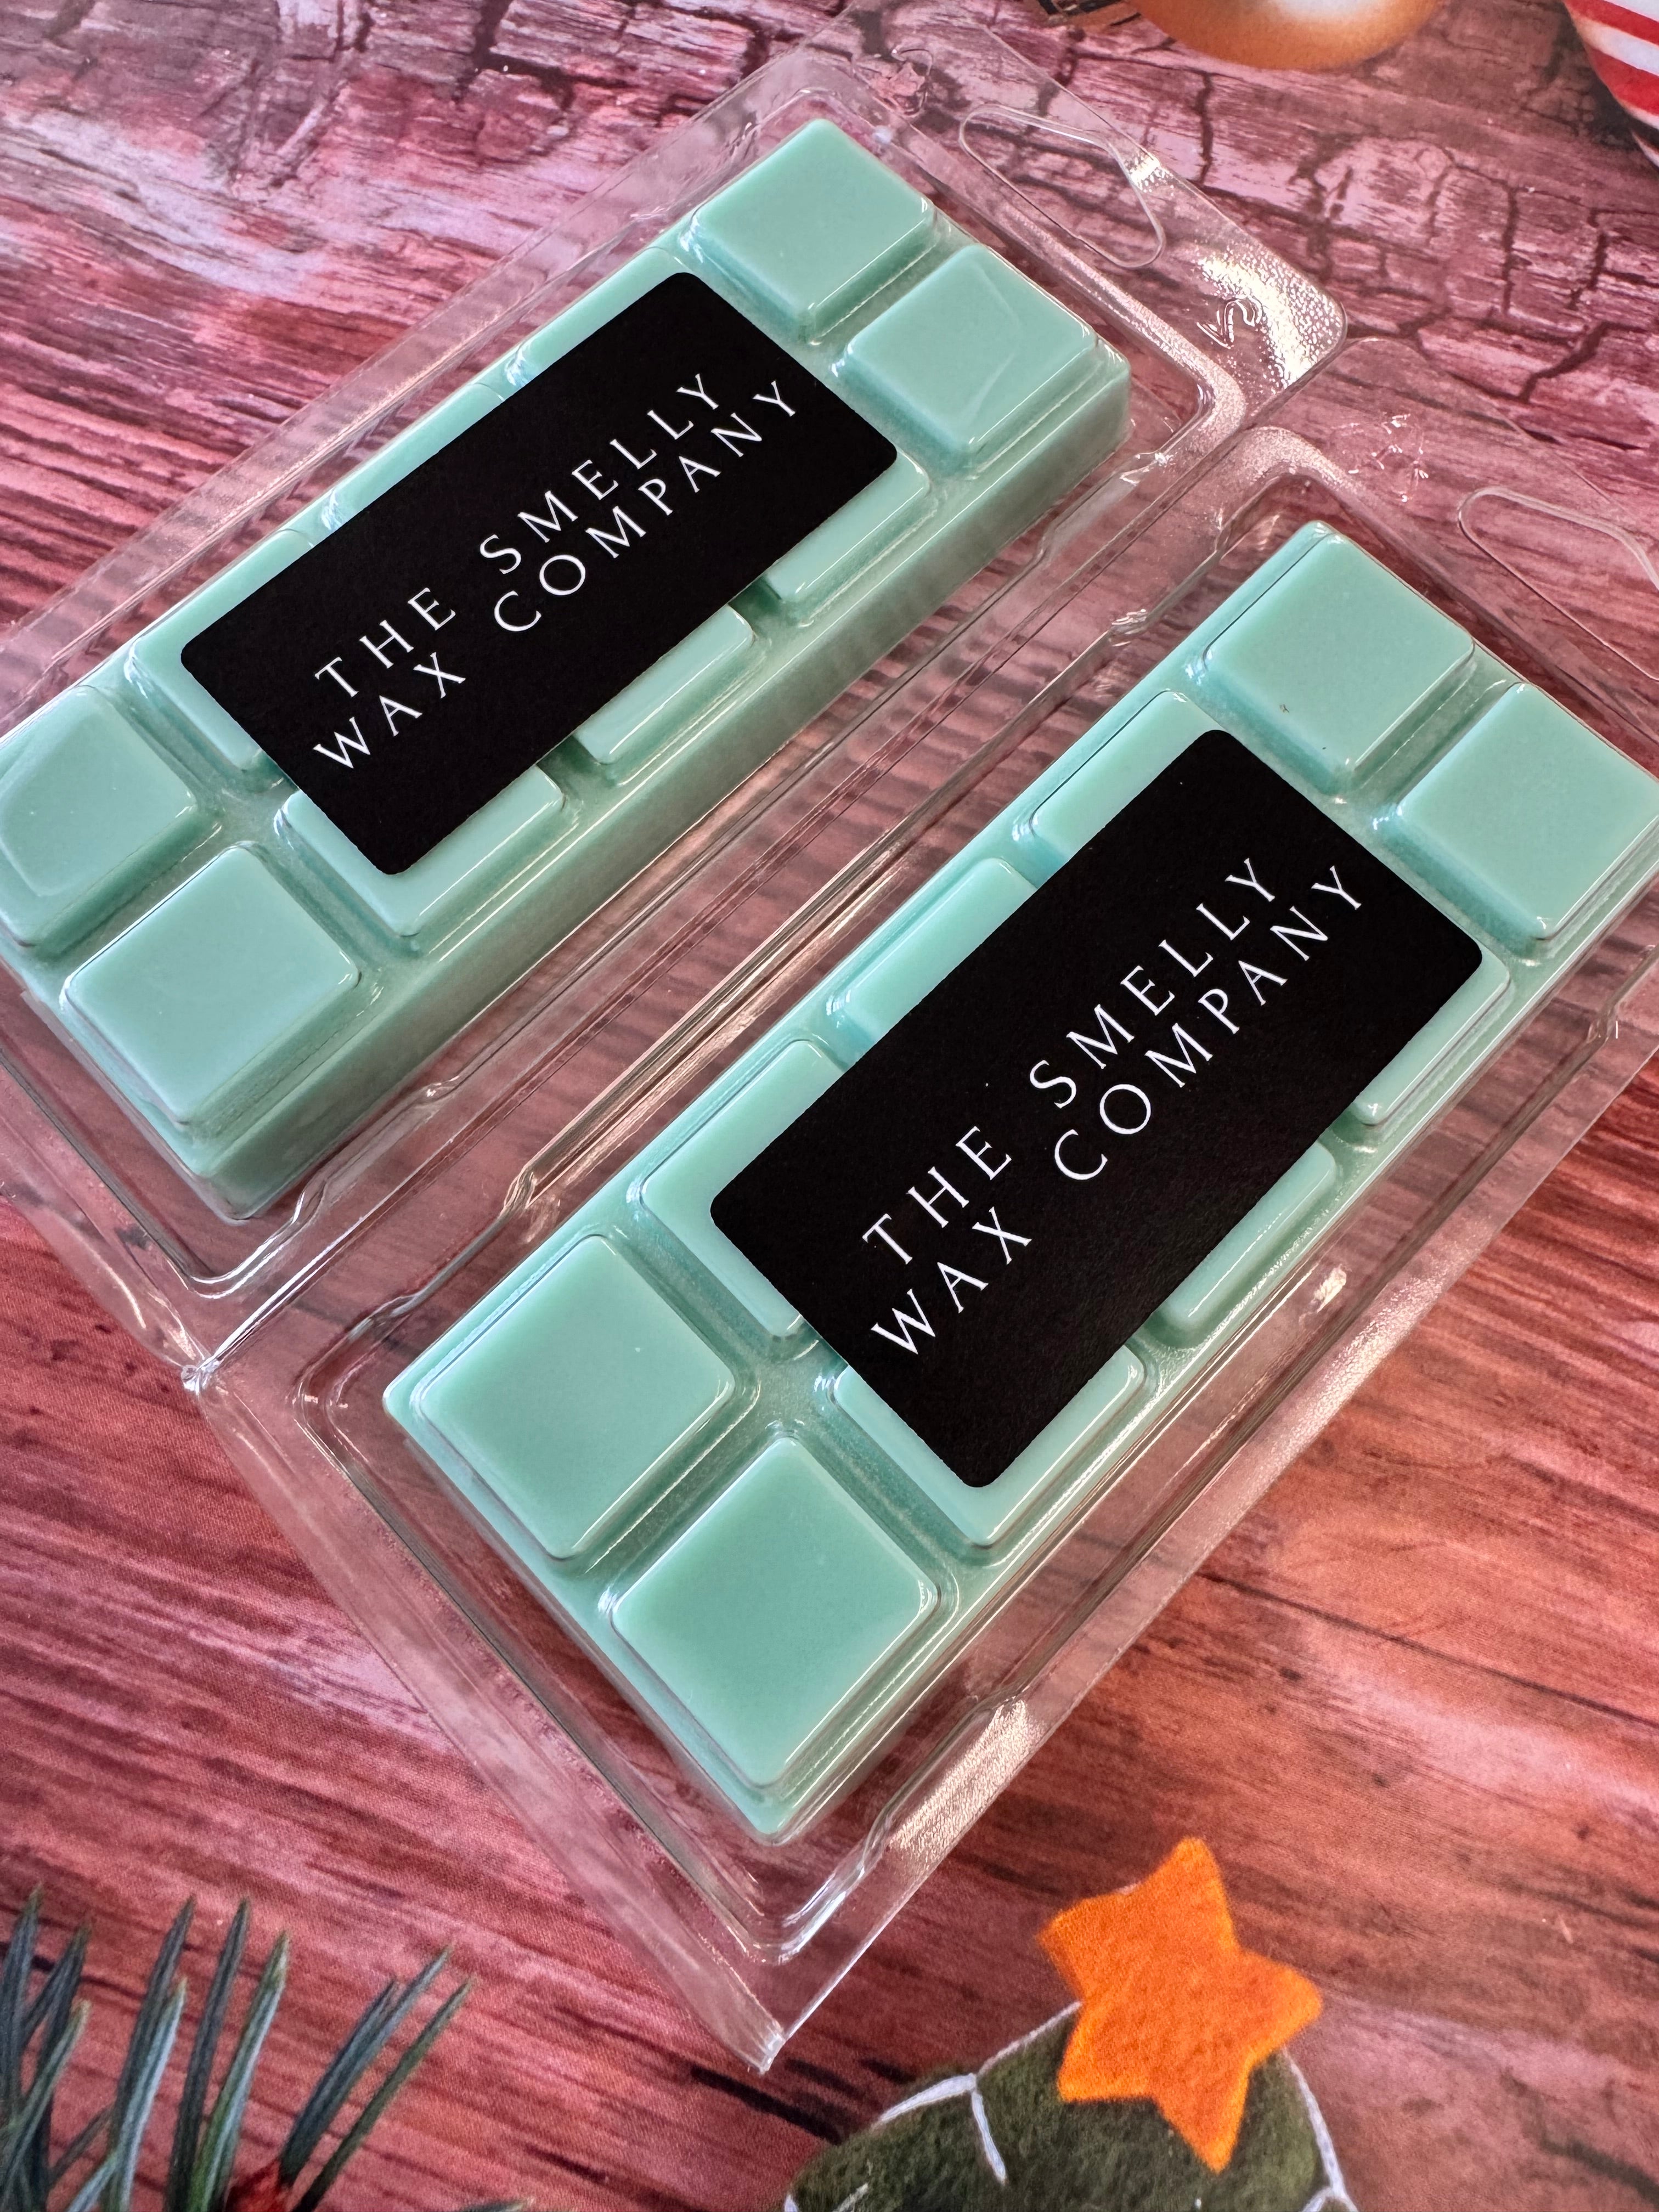 THE SMELLY
WAX COMPANY
THE SMELLY
WAX COMPANY